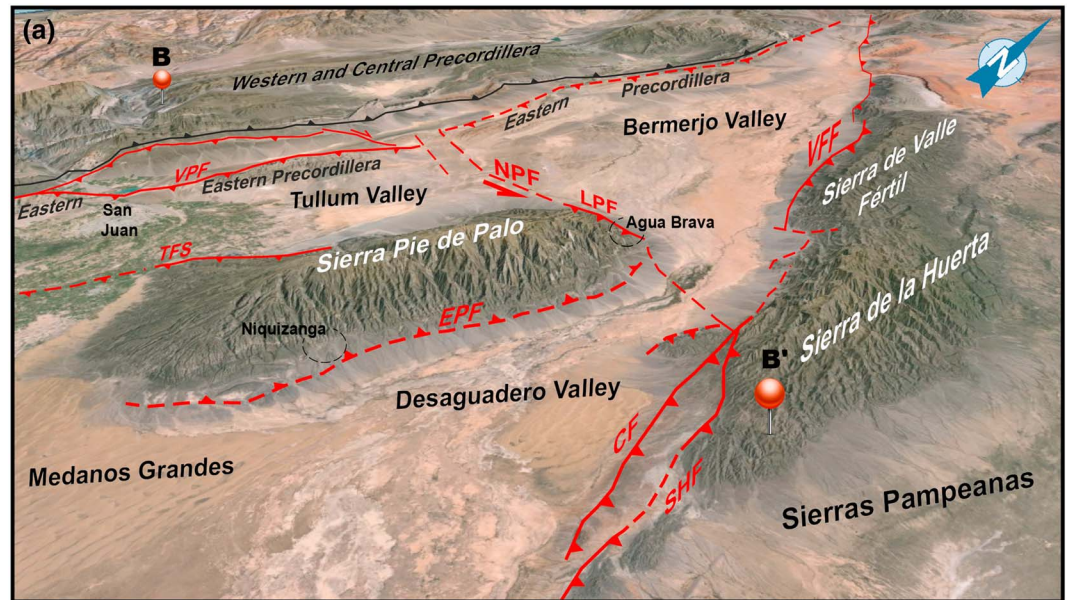 (a)
B
Western and Central Precordillera
N
Eastern
Precordillera
Bermerjo Valley
VFF
Sierra de Valle
Fértil
VPF
Eastern Precordillera
Eastern
San
Juan
Tullum Valley
NPF
LPF
Agua Brava
TFS
Sierra Pie de Palo
Sierra de la Huerta
EPF
Niquizanga
B'
Desaguadero Valley
CF
SHF
Medanos Grandes
Sierras Pampeanas